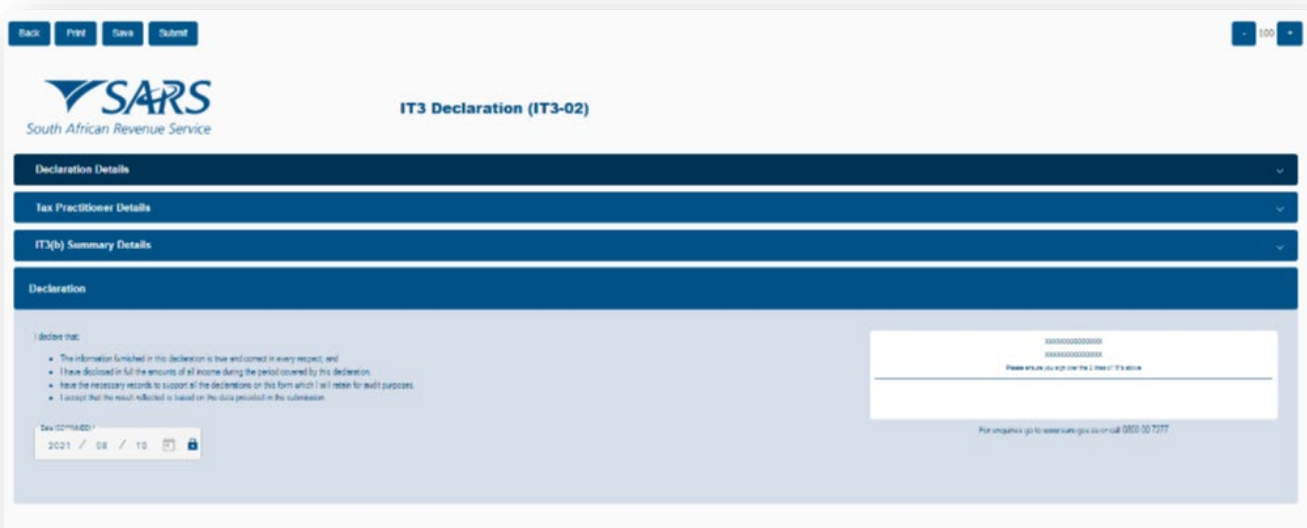 Back Print Save Submit
- 100 +
SARS
South African Revenue Service
IT3 Declaration (IT3-02)
Declaration Details
Tax Practitioner Details
IT3(b) Summary Details
Declaration
I declare that:
The information furnished in this declaration is true and correct in every respect; and
I have disclosed in full the amounts of all income during the period covered by this declaration
have the necessary records to support all the declarations on this form which I will retain for audit purposes.
I accept that the result reflected is based on the data provided in the submission
Date (CCYYMMDD) *
2021 / 08 / 10
Please ensure you sign over the 2 lines of "X"s above
For enquiries go to www.sars.gov.za or call 0800 00 7277